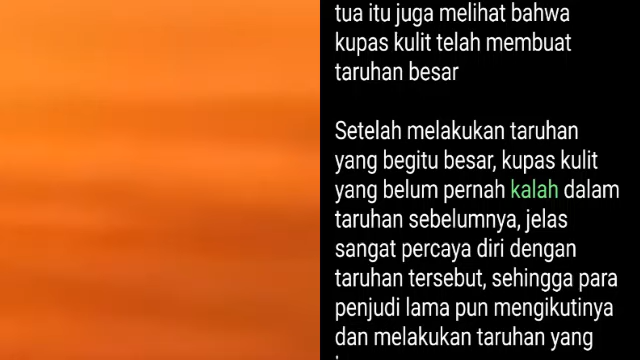 tua itu juga melihat bahwa
kupas kulit telah membuat
taruhan besar
Setelah melakukan taruhan
yang begitu besar, kupas kulit
yang belum pernah kalah dalam
taruhan sebelumnya, jelas
sangat percaya diri dengan
taruhan tersebut, sehingga para
penjudi lama pun mengikutinya
dan melakukan taruhan yang